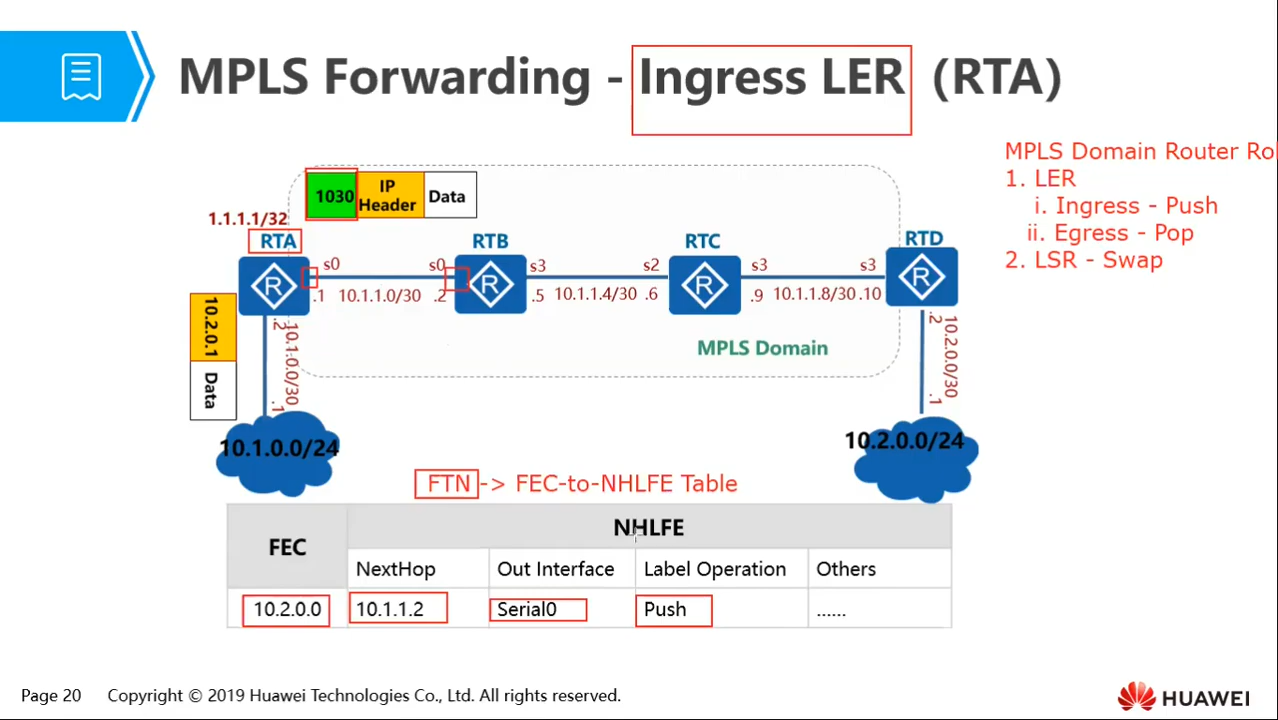 MPLS Forwarding - Ingress LER (RTA)
MPLS Domain Router Ro
1. LER
i. Ingress - Push
ii. Egress - Pop
2. LSR - Swap
1030
IP
Header
Data
1.1.1.1/32
RTA
RTB
RTC
RTD
s0
s0
s3
s2
s3
s3
.1
10.1.1.0/30
.2
.5
10.1.1.4/30
.6
.9
10.1.1.8/30
.10
10.2.0.1
Data
.2
10.1.0.0/30
.1
MPLS Domain
.2
10.2.0.0/30
.1
10.1.0.0/24
10.2.0.0/24
FTN -> FEC-to-NHLFE Table
FEC
NHLFE
NextHop
Out Interface
Label Operation
Others
10.2.0.0
10.1.1.2
Serial0
Push
......
Page 20
Copyright © 2019 Huawei Technologies Co., Ltd. All rights reserved.
HUAWEI